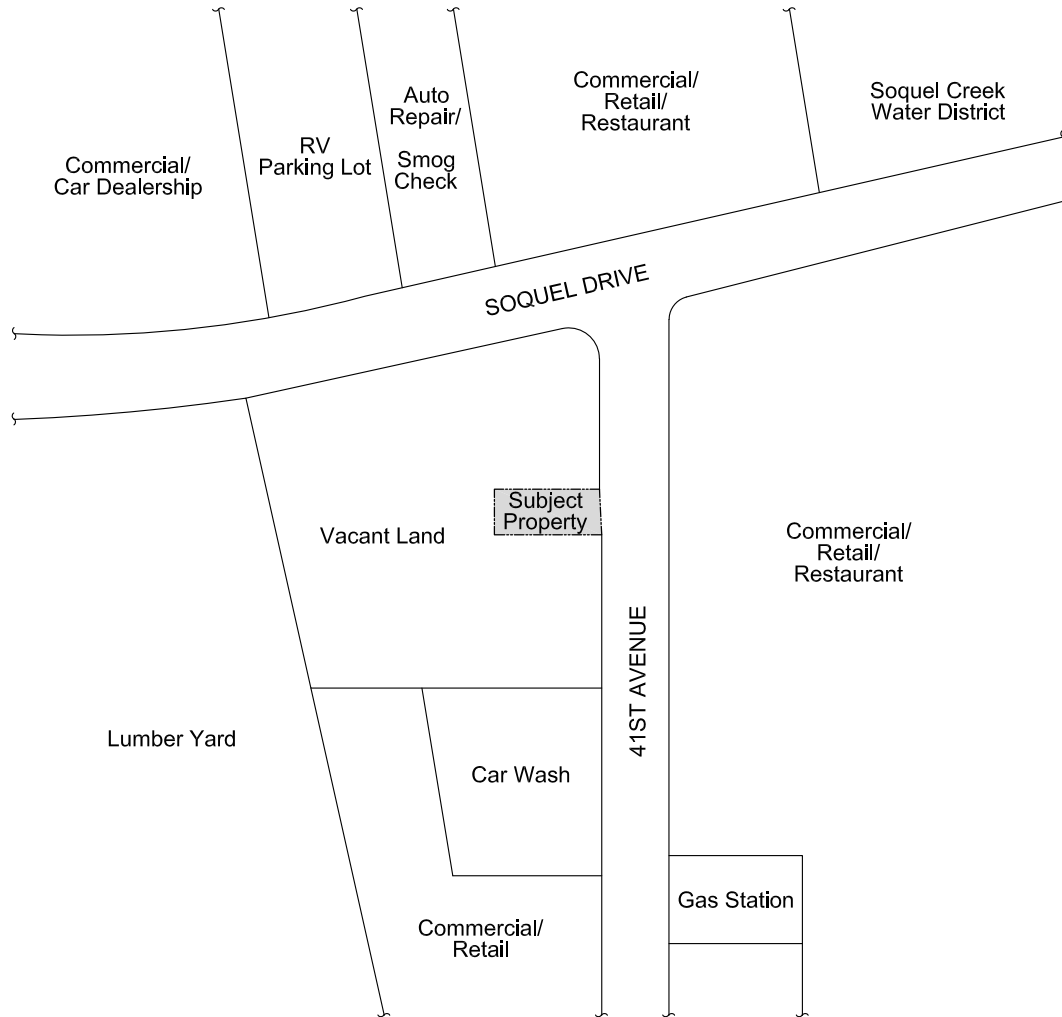 Commercial/
Car Dealership
RV
Parking Lot
Auto
Repair/
Smog
Check
Commercial/
Retail/
Restaurant
Soquel Creek
Water District
SOQUEL DRIVE
Vacant Land
Subject
Property
Commercial/
Retail/
Restaurant
41ST AVENUE
Lumber Yard
Car Wash
Gas Station
Commercial/
Retail